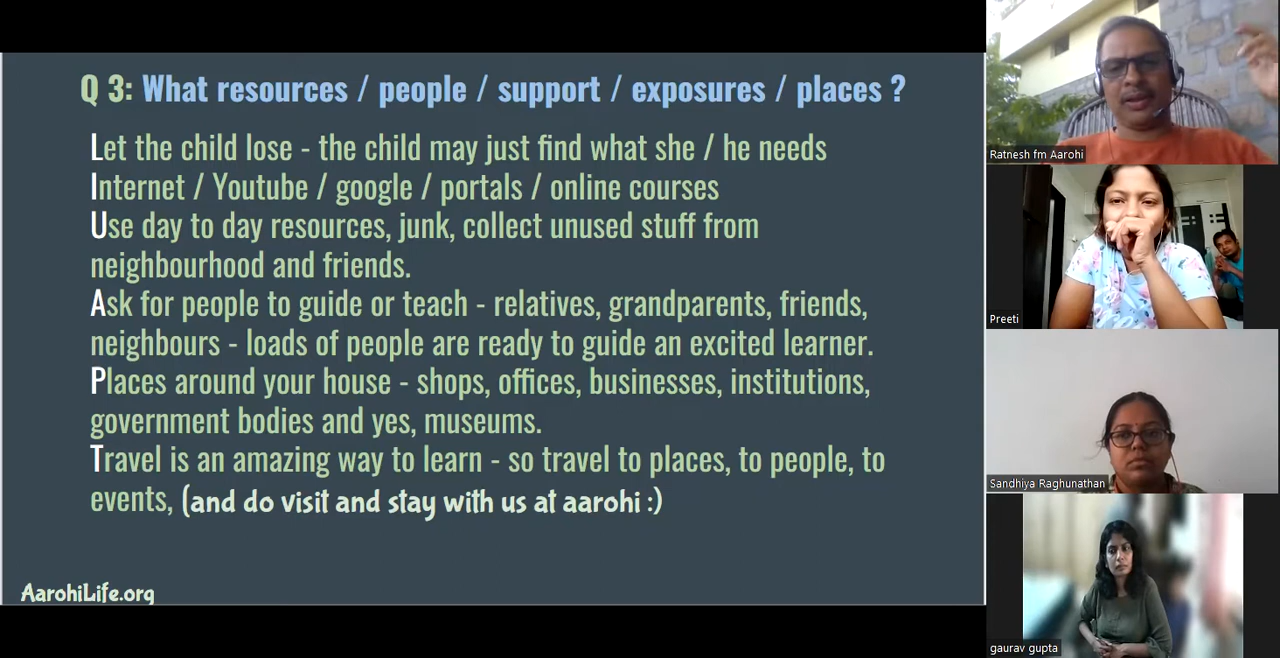 Q 3: What resources / people / support / exposures / places ?
Let the child lose - the child may just find what she / he needs
Internet / Youtube / google / portals / online courses
Use day to day resources, junk, collect unused stuff from
neighbourhood and friends.
Ask for people to guide or teach - relatives, grandparents, friends,
neighbours - loads of people are ready to guide an excited learner.
Places around your house - shops, offices, businesses, institutions,
government bodies and yes, museums.
Travel is an amazing way to learn - so travel to places, to people, to
events, (and do visit and stay with us at aarohi :)
AarohiLife.org
Ratnesh fm Aarohi
Preeti
Sandhiya Raghunathan
gaurav gupta